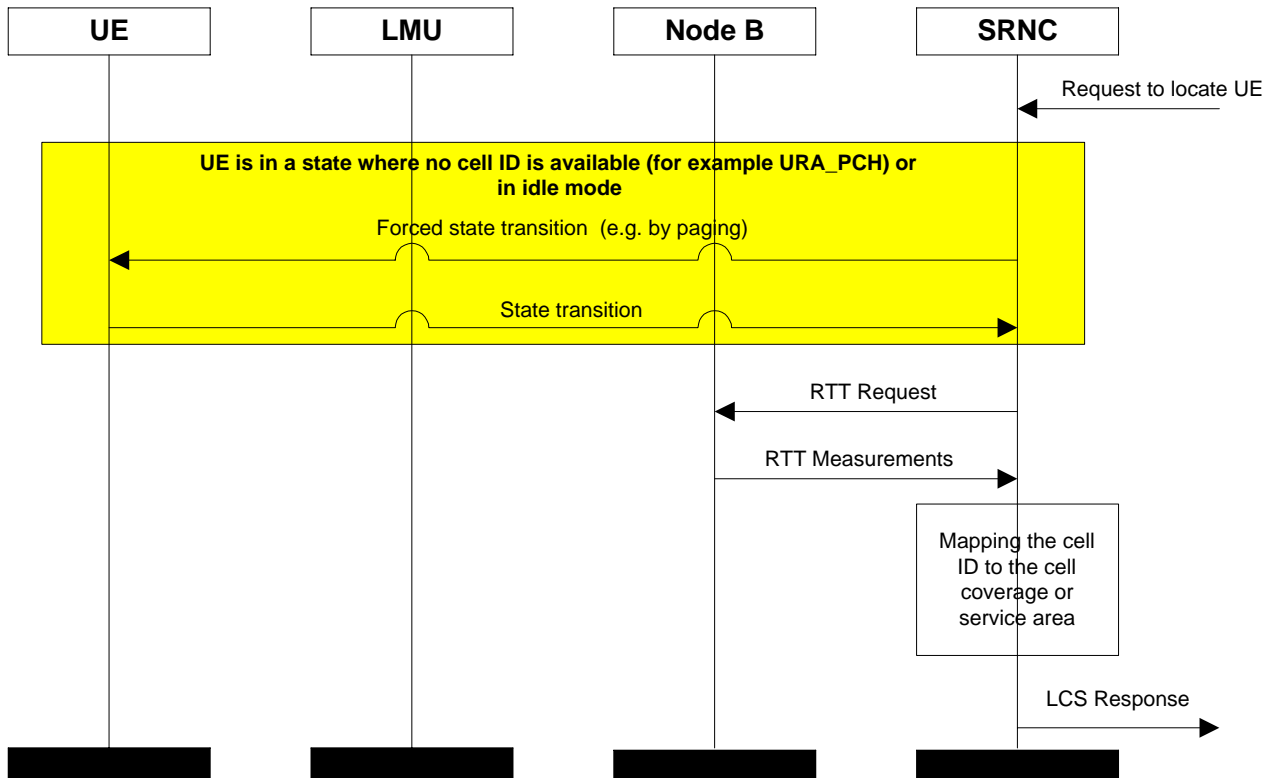 UE
LMU
Node B
SRNC
Request to locate UE
UE is in a state where no cell ID is available (for example URA_PCH) or
in idle mode
Forced state transition (e.g. by paging)
State transition
RTT Request
RTT Measurements
Mapping the cell
ID to the cell
coverage or
service area
LCS Response